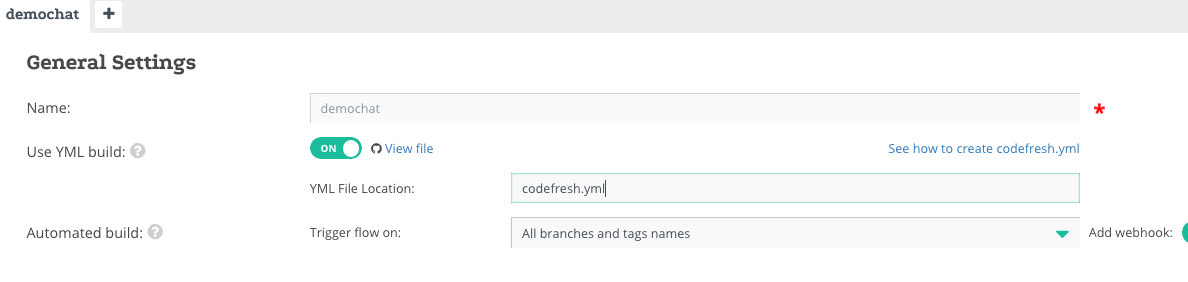 demochat +
General Settings
Name: demochat *
Use YML build: ? ON View file See how to create codefresh.yml
YML File Location: codefresh.yml
Automated build: ? Trigger flow on: All branches and tags names Add webhook: